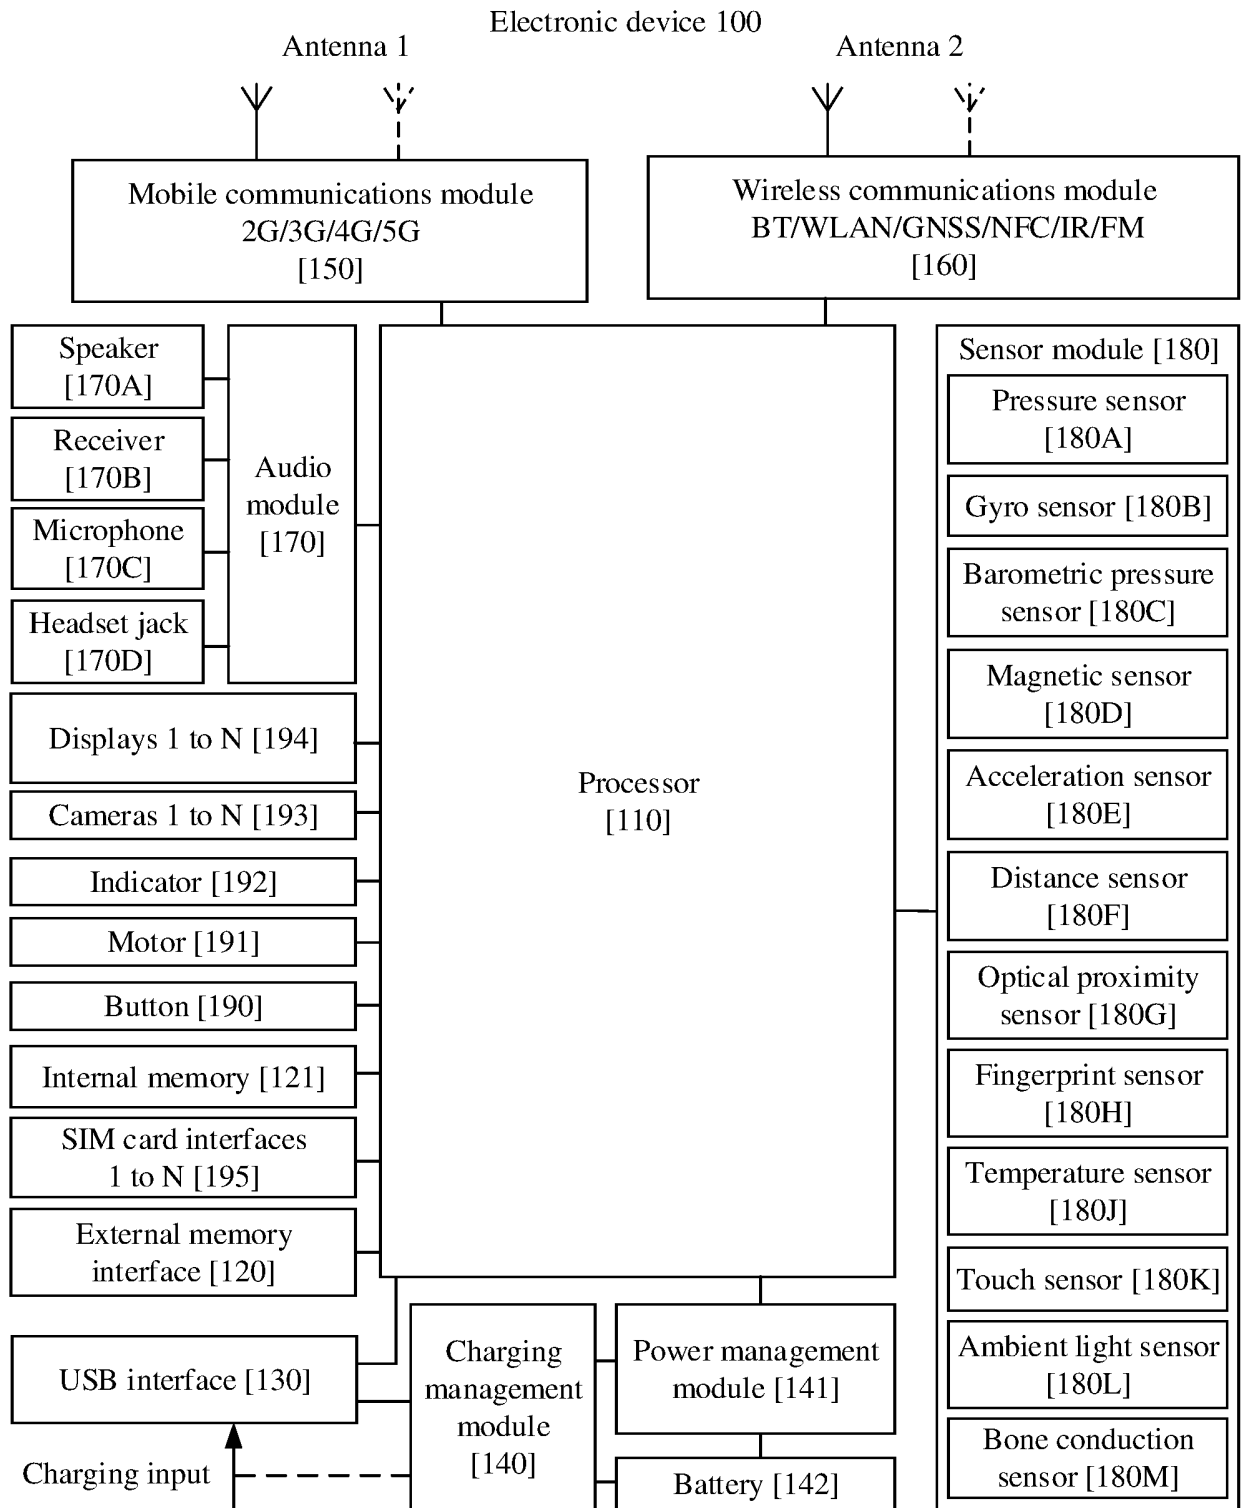 Electronic device 100
Antenna 1
Antenna 2
Mobile communications module
2G/3G/4G/5G
[150]
Wireless communications module
BT/WLAN/GNSS/NFC/IR/FM
[160]
Speaker
[170A]
Receiver
[170B]
Microphone
[170C]
Headset jack
[170D]
Audio
module
[170]
Displays 1 to N [194]
Cameras 1 to N [193]
Indicator [192]
Motor [191]
Button [190]
Internal memory [121]
SIM card interfaces
1 to N [195]
External memory
interface [120]
USB interface [130]
Charging input
Processor
[110]
Charging
management
module
[140]
Power management
module [141]
Battery [142]
Sensor module [180]
Pressure sensor
[180A]
Gyro sensor [180B]
Barometric pressure
sensor [180C]
Magnetic sensor
[180D]
Acceleration sensor
[180E]
Distance sensor
[180F]
Optical proximity
sensor [180G]
Fingerprint sensor
[180H]
Temperature sensor
[180J]
Touch sensor [180K]
Ambient light sensor
[180L]
Bone conduction
sensor [180M]